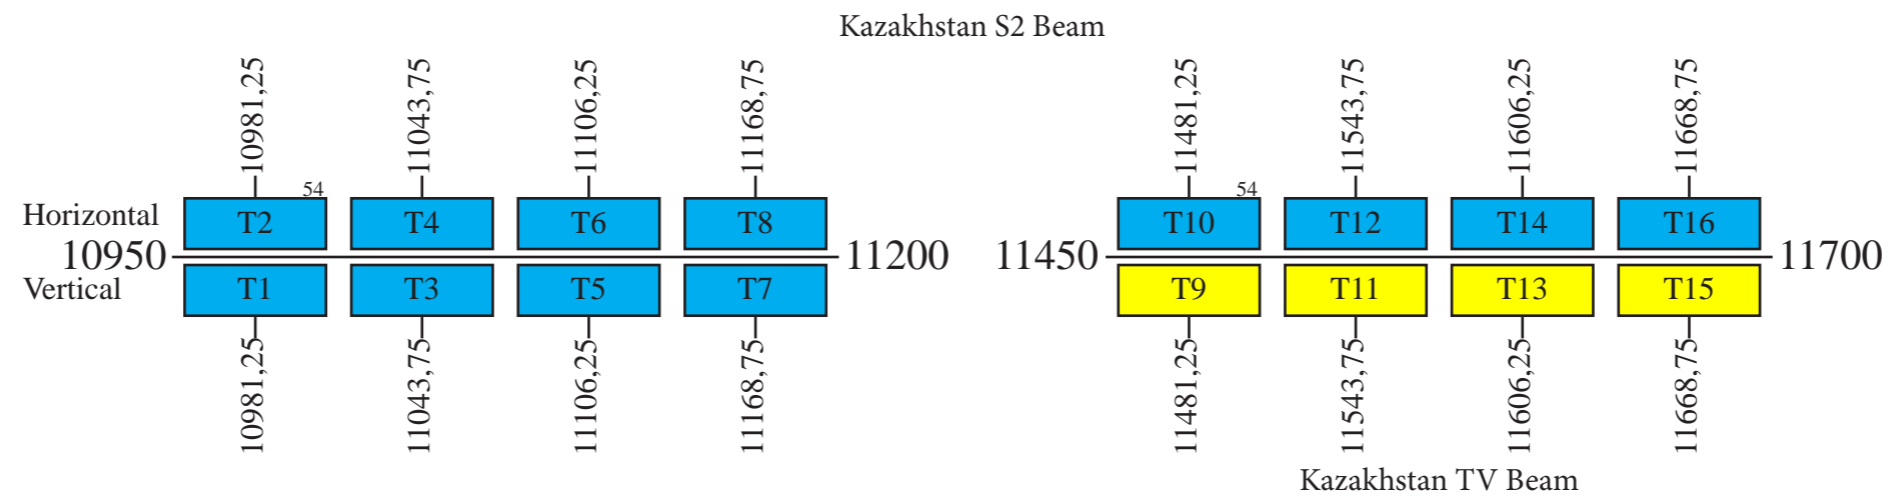 Kazakhstan S2 Beam
10981,25 11043,75 11106,25 11168,75 11481,25 11543,75 11606,25 11668,75
54 54
Horizontal T2 T4 T6 T8 T10 T12 T14 T16
10950 11200 11450 11700
Vertical T1 T3 T5 T7 T9 T11 T13 T15
10981,25 11043,75 11106,25 11168,75 11481,25 11543,75 11606,25 11668,75
Kazakhstan TV Beam